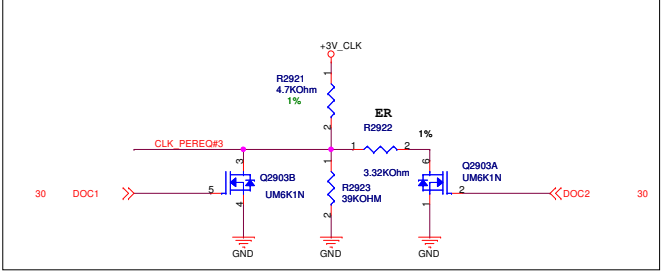 +3V_CLK
1
R2921
4.7KOhm
1%
2
ER
R2922
1%
CLK_PEREQ#3
1
2
3
1
6
3.32KOhm
Q2903B
UM6K1N
Q2903A
UM6K1N
30
DOC1
5
R2923
39KOHM
2
DOC2
30
4
2
1
GND
GND
GND